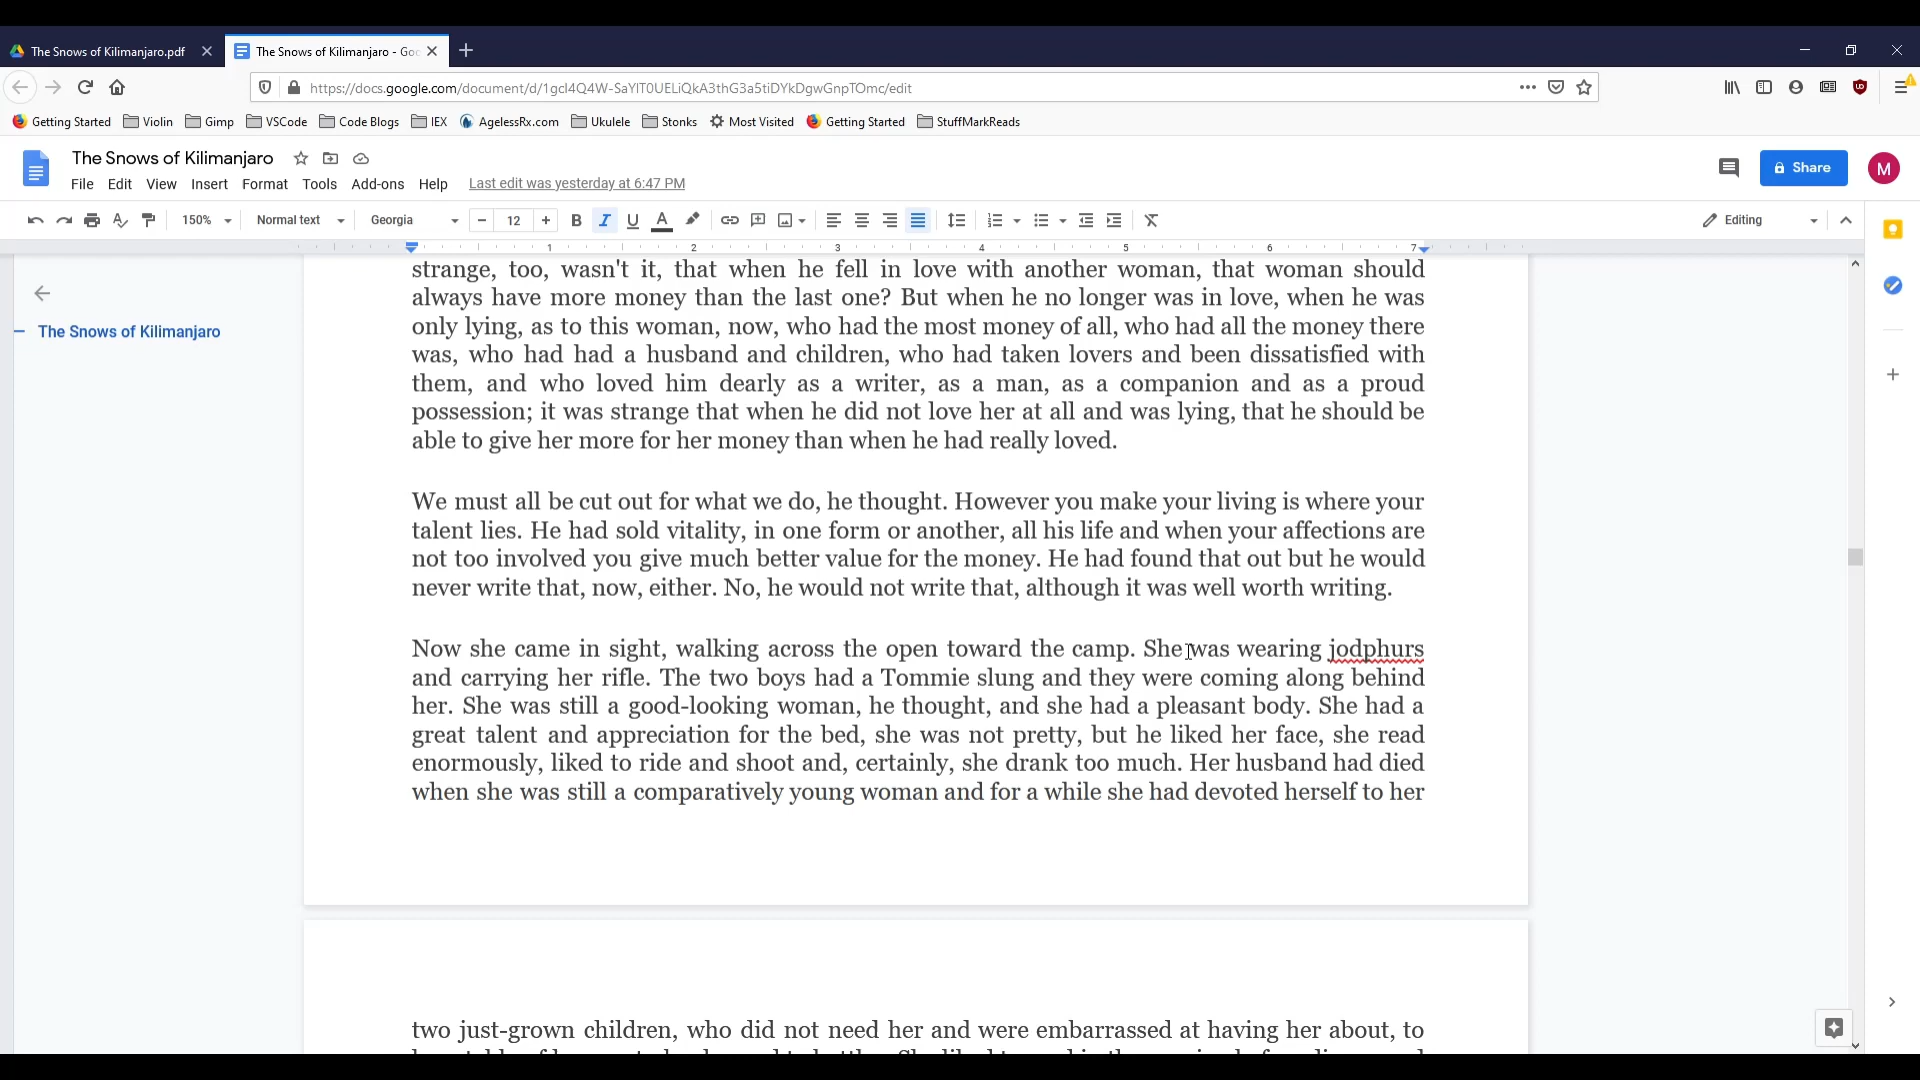 The Snows of Kilimanjaro.pdf
The Snows of Kilimanjaro - Goo
https://docs.google.com/document/d/1gcl4Q4W-SaYlT0UELiQkA3thG3a5tiDYkDgwGnpTOmc/edit
Getting Started Violin Gimp VSCode Code Blogs IEX AgelessRx.com Ukulele Stonks Most Visited Getting Started StuffMarkReads
The Snows of Kilimanjaro
Share
M
File Edit View Insert Format Tools Add-ons Help Last edit was yesterday at 6:47 PM
150% Normal text Georgia 12 B I U A Editing
1 2 3 4 5 6 7
The Snows of Kilimanjaro
strange, too, wasn't it, that when he fell in love with another woman, that woman should
always have more money than the last one? But when he no longer was in love, when he was
only lying, as to this woman, now, who had the most money of all, who had all the money there
was, who had had a husband and children, who had taken lovers and been dissatisfied with
them, and who loved him dearly as a writer, as a man, as a companion and as a proud
possession; it was strange that when he did not love her at all and was lying, that he should be
able to give her more for her money than when he had really loved.
We must all be cut out for what we do, he thought. However you make your living is where your
talent lies. He had sold vitality, in one form or another, all his life and when your affections are
not too involved you give much better value for the money. He had found that out but he would
never write that, now, either. No, he would not write that, although it was well worth writing.
Now she came in sight, walking across the open toward the camp. She was wearing jodphurs
and carrying her rifle. The two boys had a Tommie slung and they were coming along behind
her. She was still a good-looking woman, he thought, and she had a pleasant body. She had a
great talent and appreciation for the bed, she was not pretty, but he liked her face, she read
enormously, liked to ride and shoot and, certainly, she drank too much. Her husband had died
when she was still a comparatively young woman and for a while she had devoted herself to her
two just-grown children, who did not need her and were embarrassed at having her about, to